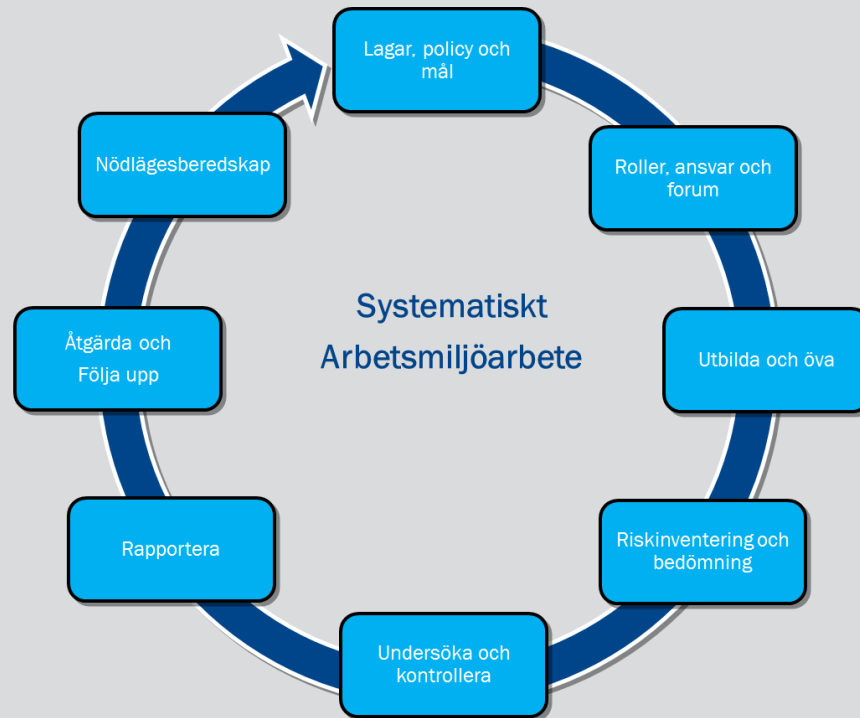 Lagar, policy och
mål
Roller, ansvar och
forum
Utbilda och öva
Riskinventering och
bedömning
Undersöka och
kontrollera
Rapportera
Åtgärda och
Följa upp
Nödlägesberedskap
Systematiskt
Arbetsmiljöarbete